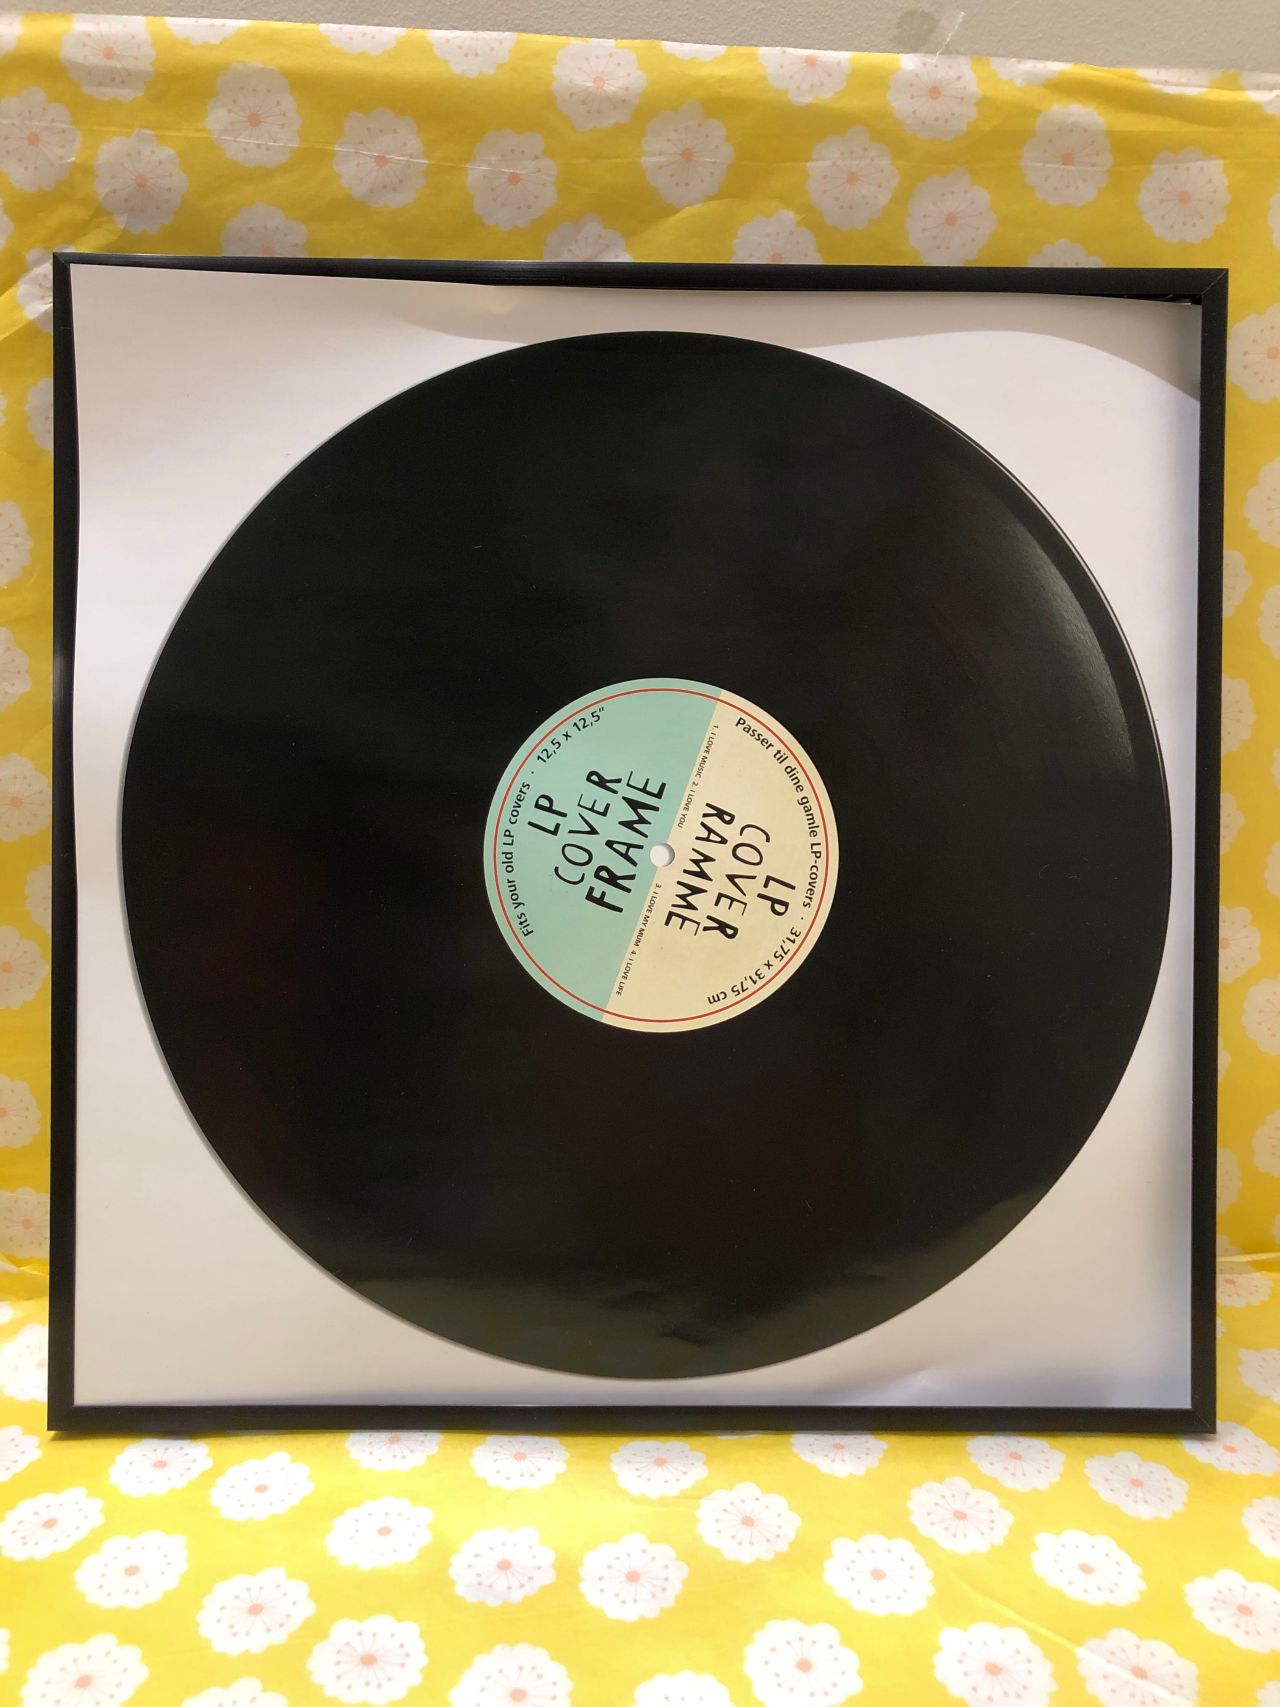 Fits your old LP covers · 12,5 x 12,5"
LP
COVER
FRAME
1. I LOVE MUSIC 2. I LOVE YOU
3. I LOVE MY MUM 4. I LOVE LIFE
Passer til dine gamle LP-covers · 31,75 x 31,75 cm
LP
COVER
RAMME